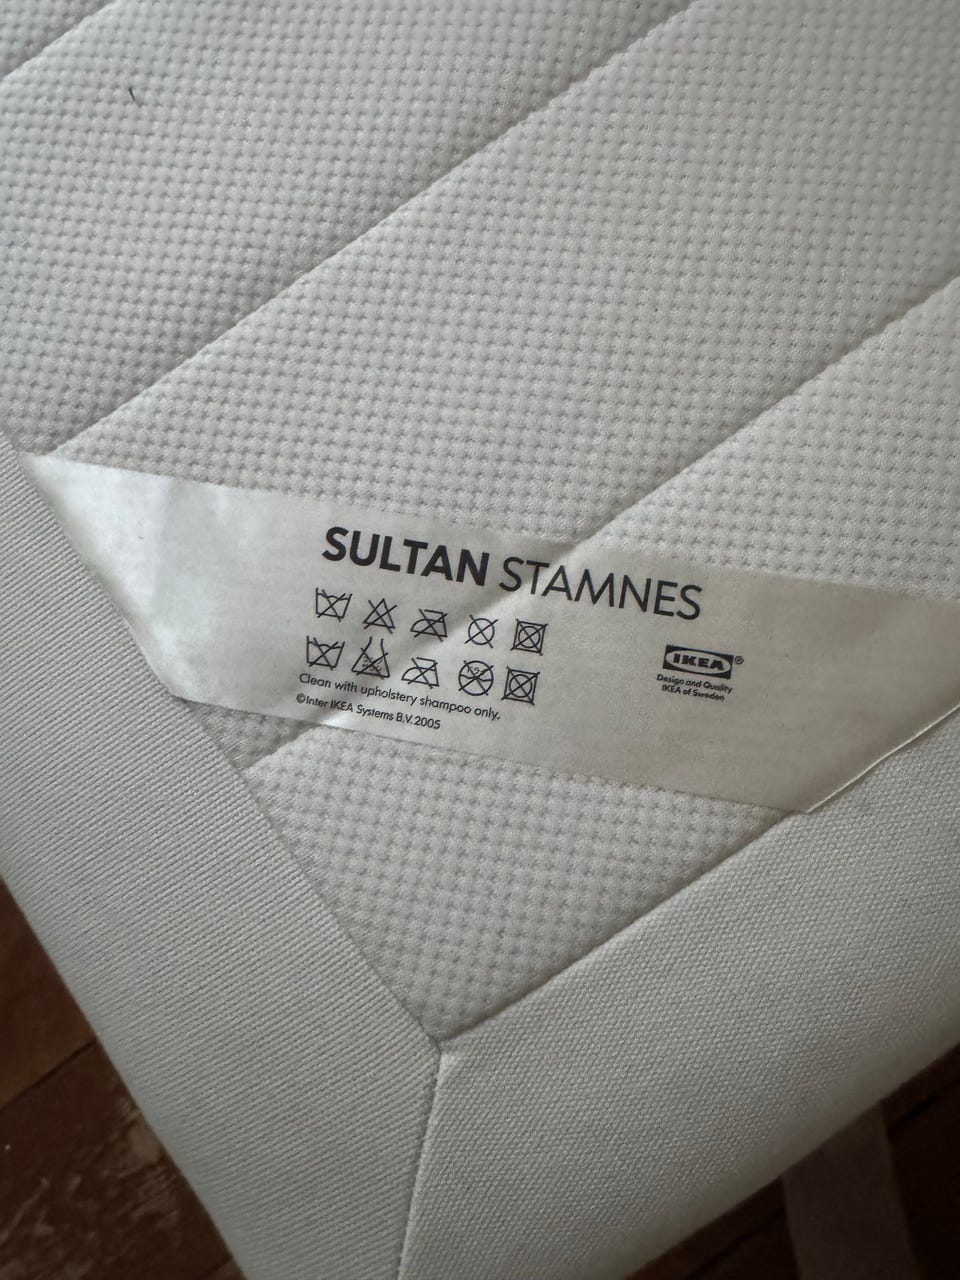 SULTAN STAMNES
IKEA®
Design and Quality
IKEA of Sweden
Clean with upholstery shampoo only.
©Inter IKEA Systems B.V. 2005